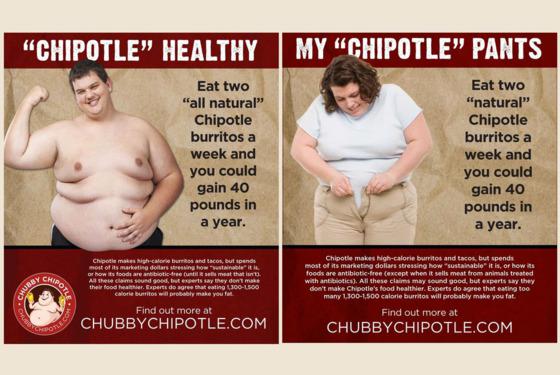 "CHIPOTLE" HEALTHY
Eat two
"all natural"
Chipotle
burritos a
week and
you could
gain 40
pounds in
a year.
Chipotle makes high-calorie burritos and tacos, but spends
most of its marketing dollars stressing how "sustainable" it is,
or how its foods are antibiotic-free (until it sells meat that isn't).
All these claims sound good, but experts say they don't make
their food healthier. Experts do agree that eating 1,300-1,500
calorie burritos will probably make you fat.
CHUBBY CHIPOTLE
Find out more at
CHUBBYCHIPOTLE.COM
MY "CHIPOTLE" PANTS
Eat two
"natural"
Chipotle
burritos a
week and
you could
gain 40
pounds in
a year.
Chipotle makes high-calorie burritos and tacos, but spends
most of its marketing dollars stressing how "sustainable" it is, or how its
foods are antibiotic-free (except when it sells meat from animals treated
with antibiotics). All these claims may sound good, but experts say they
don't make Chipotle's food healthier. Experts do agree that eating too
many 1,300-1,500 calorie burritos will probably make you fat.
Find out more at
CHUBBYCHIPOTLE.COM